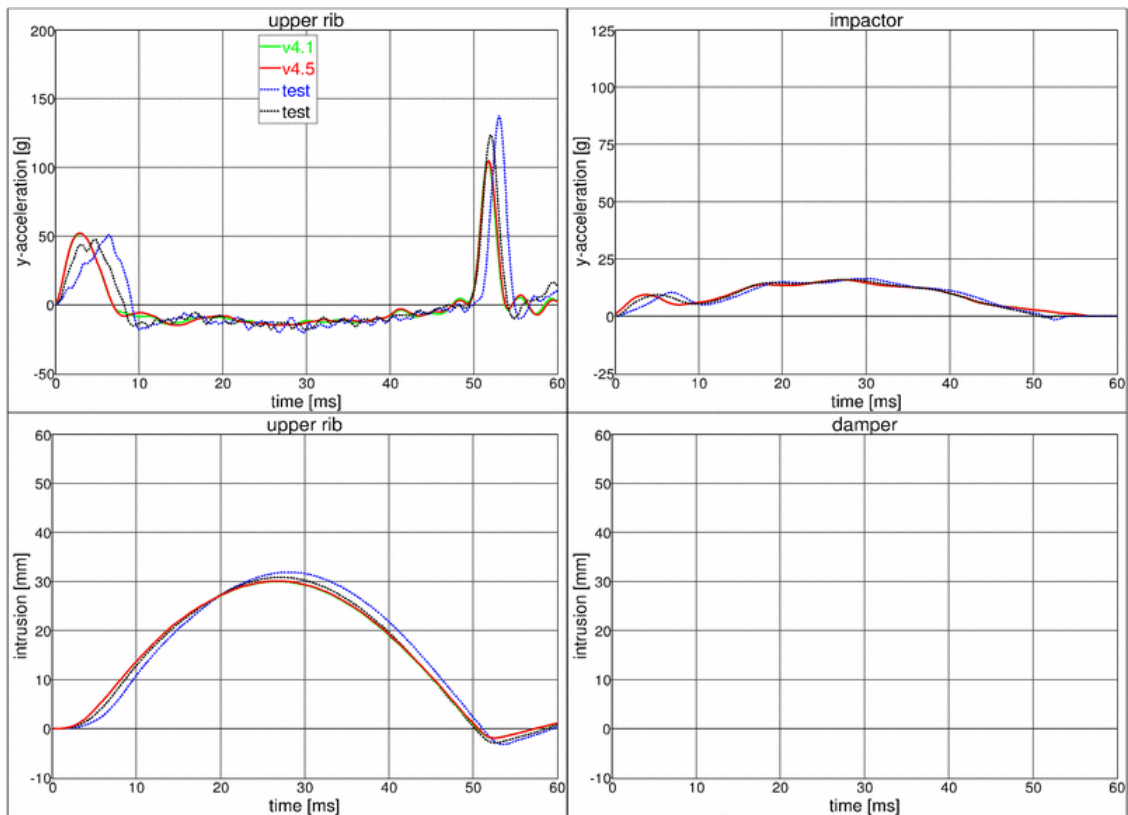 upper rib
200
150
100
50
0
-50
y-acceleration [g]
v4.1
v4.5
test
test
0 10 20 30 40 50 60
time [ms]
impactor
125
100
75
50
25
0
-25
y-acceleration [g]
0 10 20 30 40 50 60
time [ms]
upper rib
60
50
40
30
20
10
0
-10
intrusion [mm]
0 10 20 30 40 50 60
time [ms]
damper
60
50
40
30
20
10
0
-10
intrusion [mm]
0 10 20 30 40 50 60
time [ms]